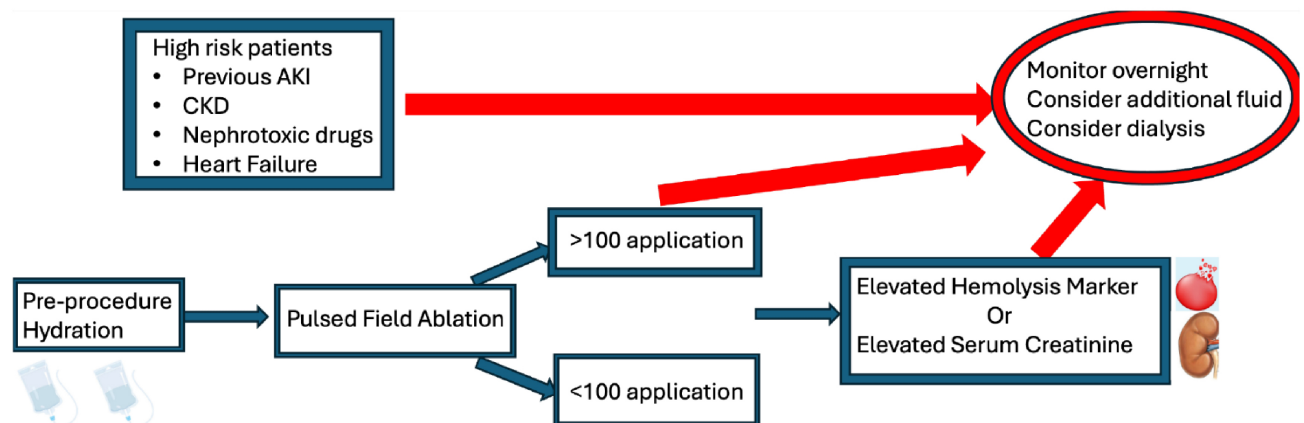 High risk patients
• Previous AKI
• CKD
• Nephrotoxic drugs
• Heart Failure
Monitor overnight
Consider additional fluid
Consider dialysis
>100 application
Pre-procedure
Hydration
Pulsed Field Ablation
Elevated Hemolysis Marker
Or
Elevated Serum Creatinine
<100 application